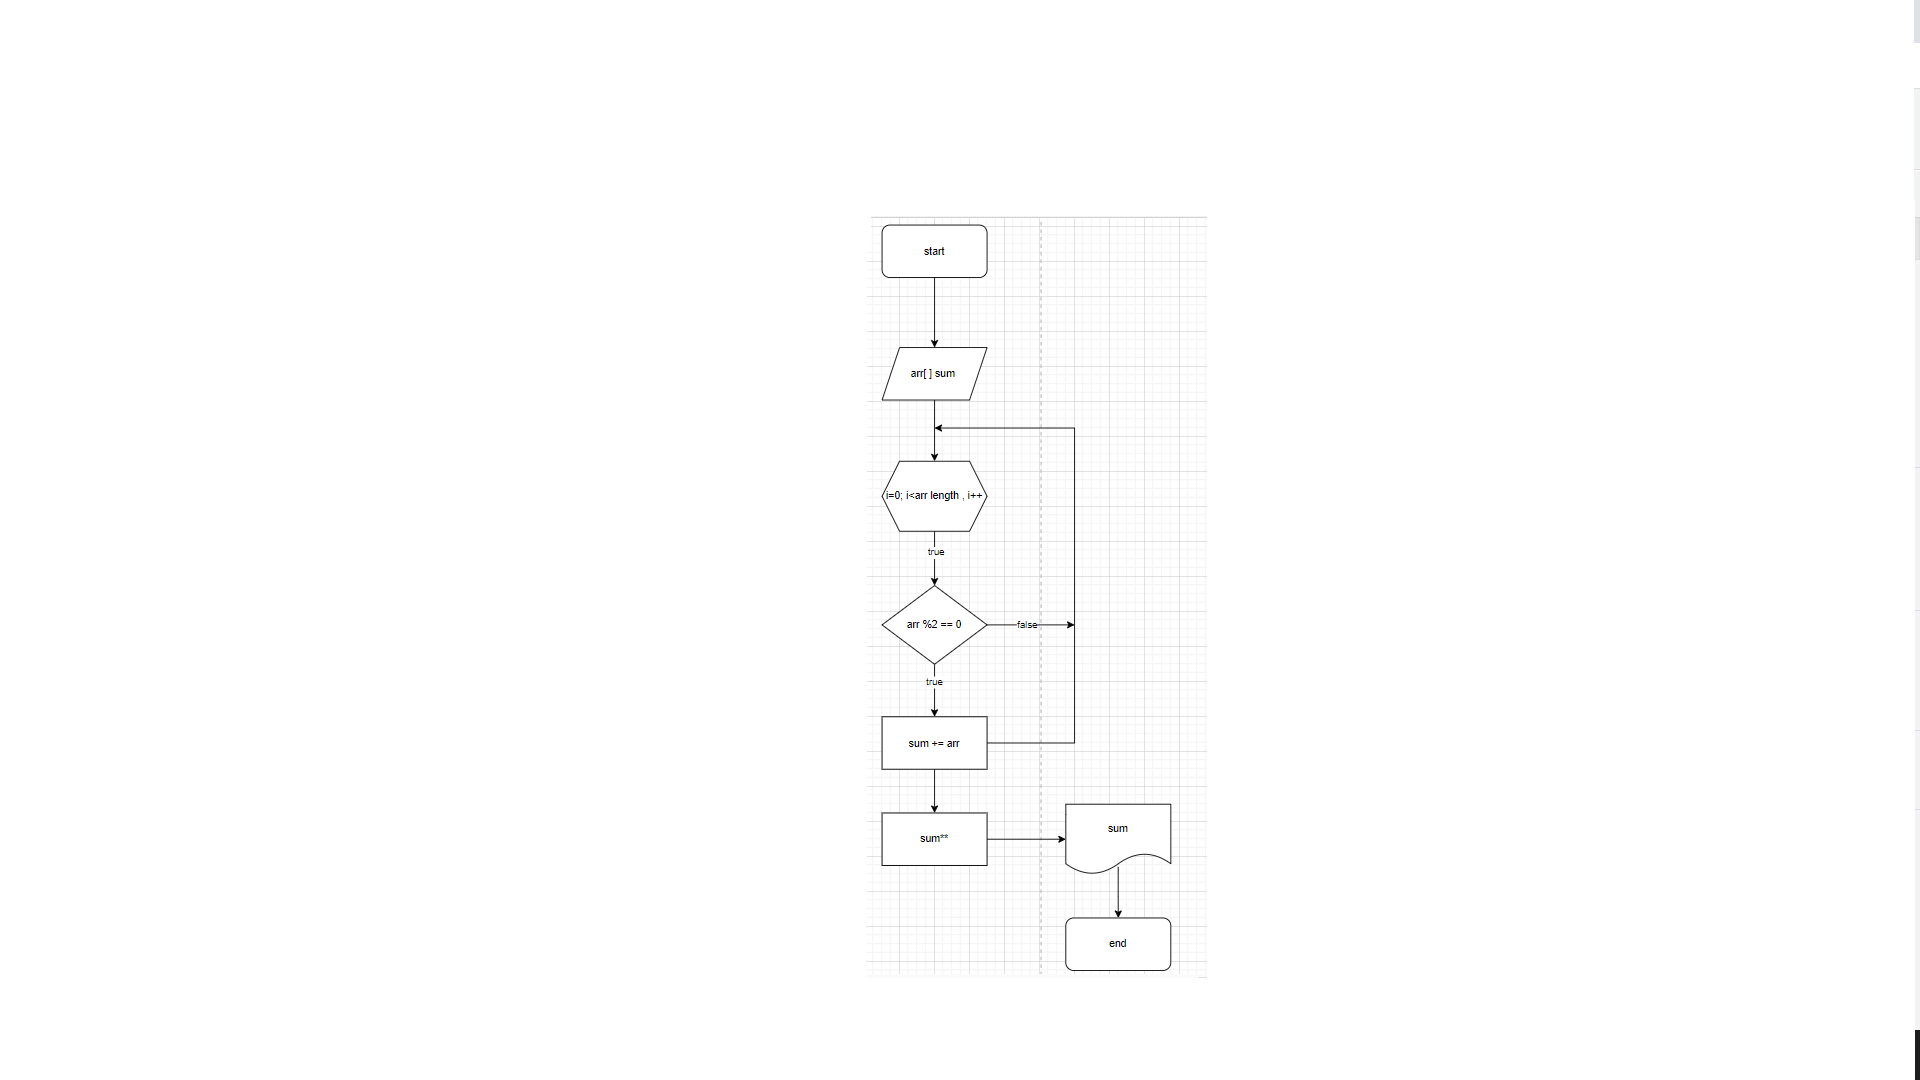 start
arr[ ] sum
i=0; i<arr length , i++
true
arr %2 == 0
false
true
sum += arr
sum**
sum
end